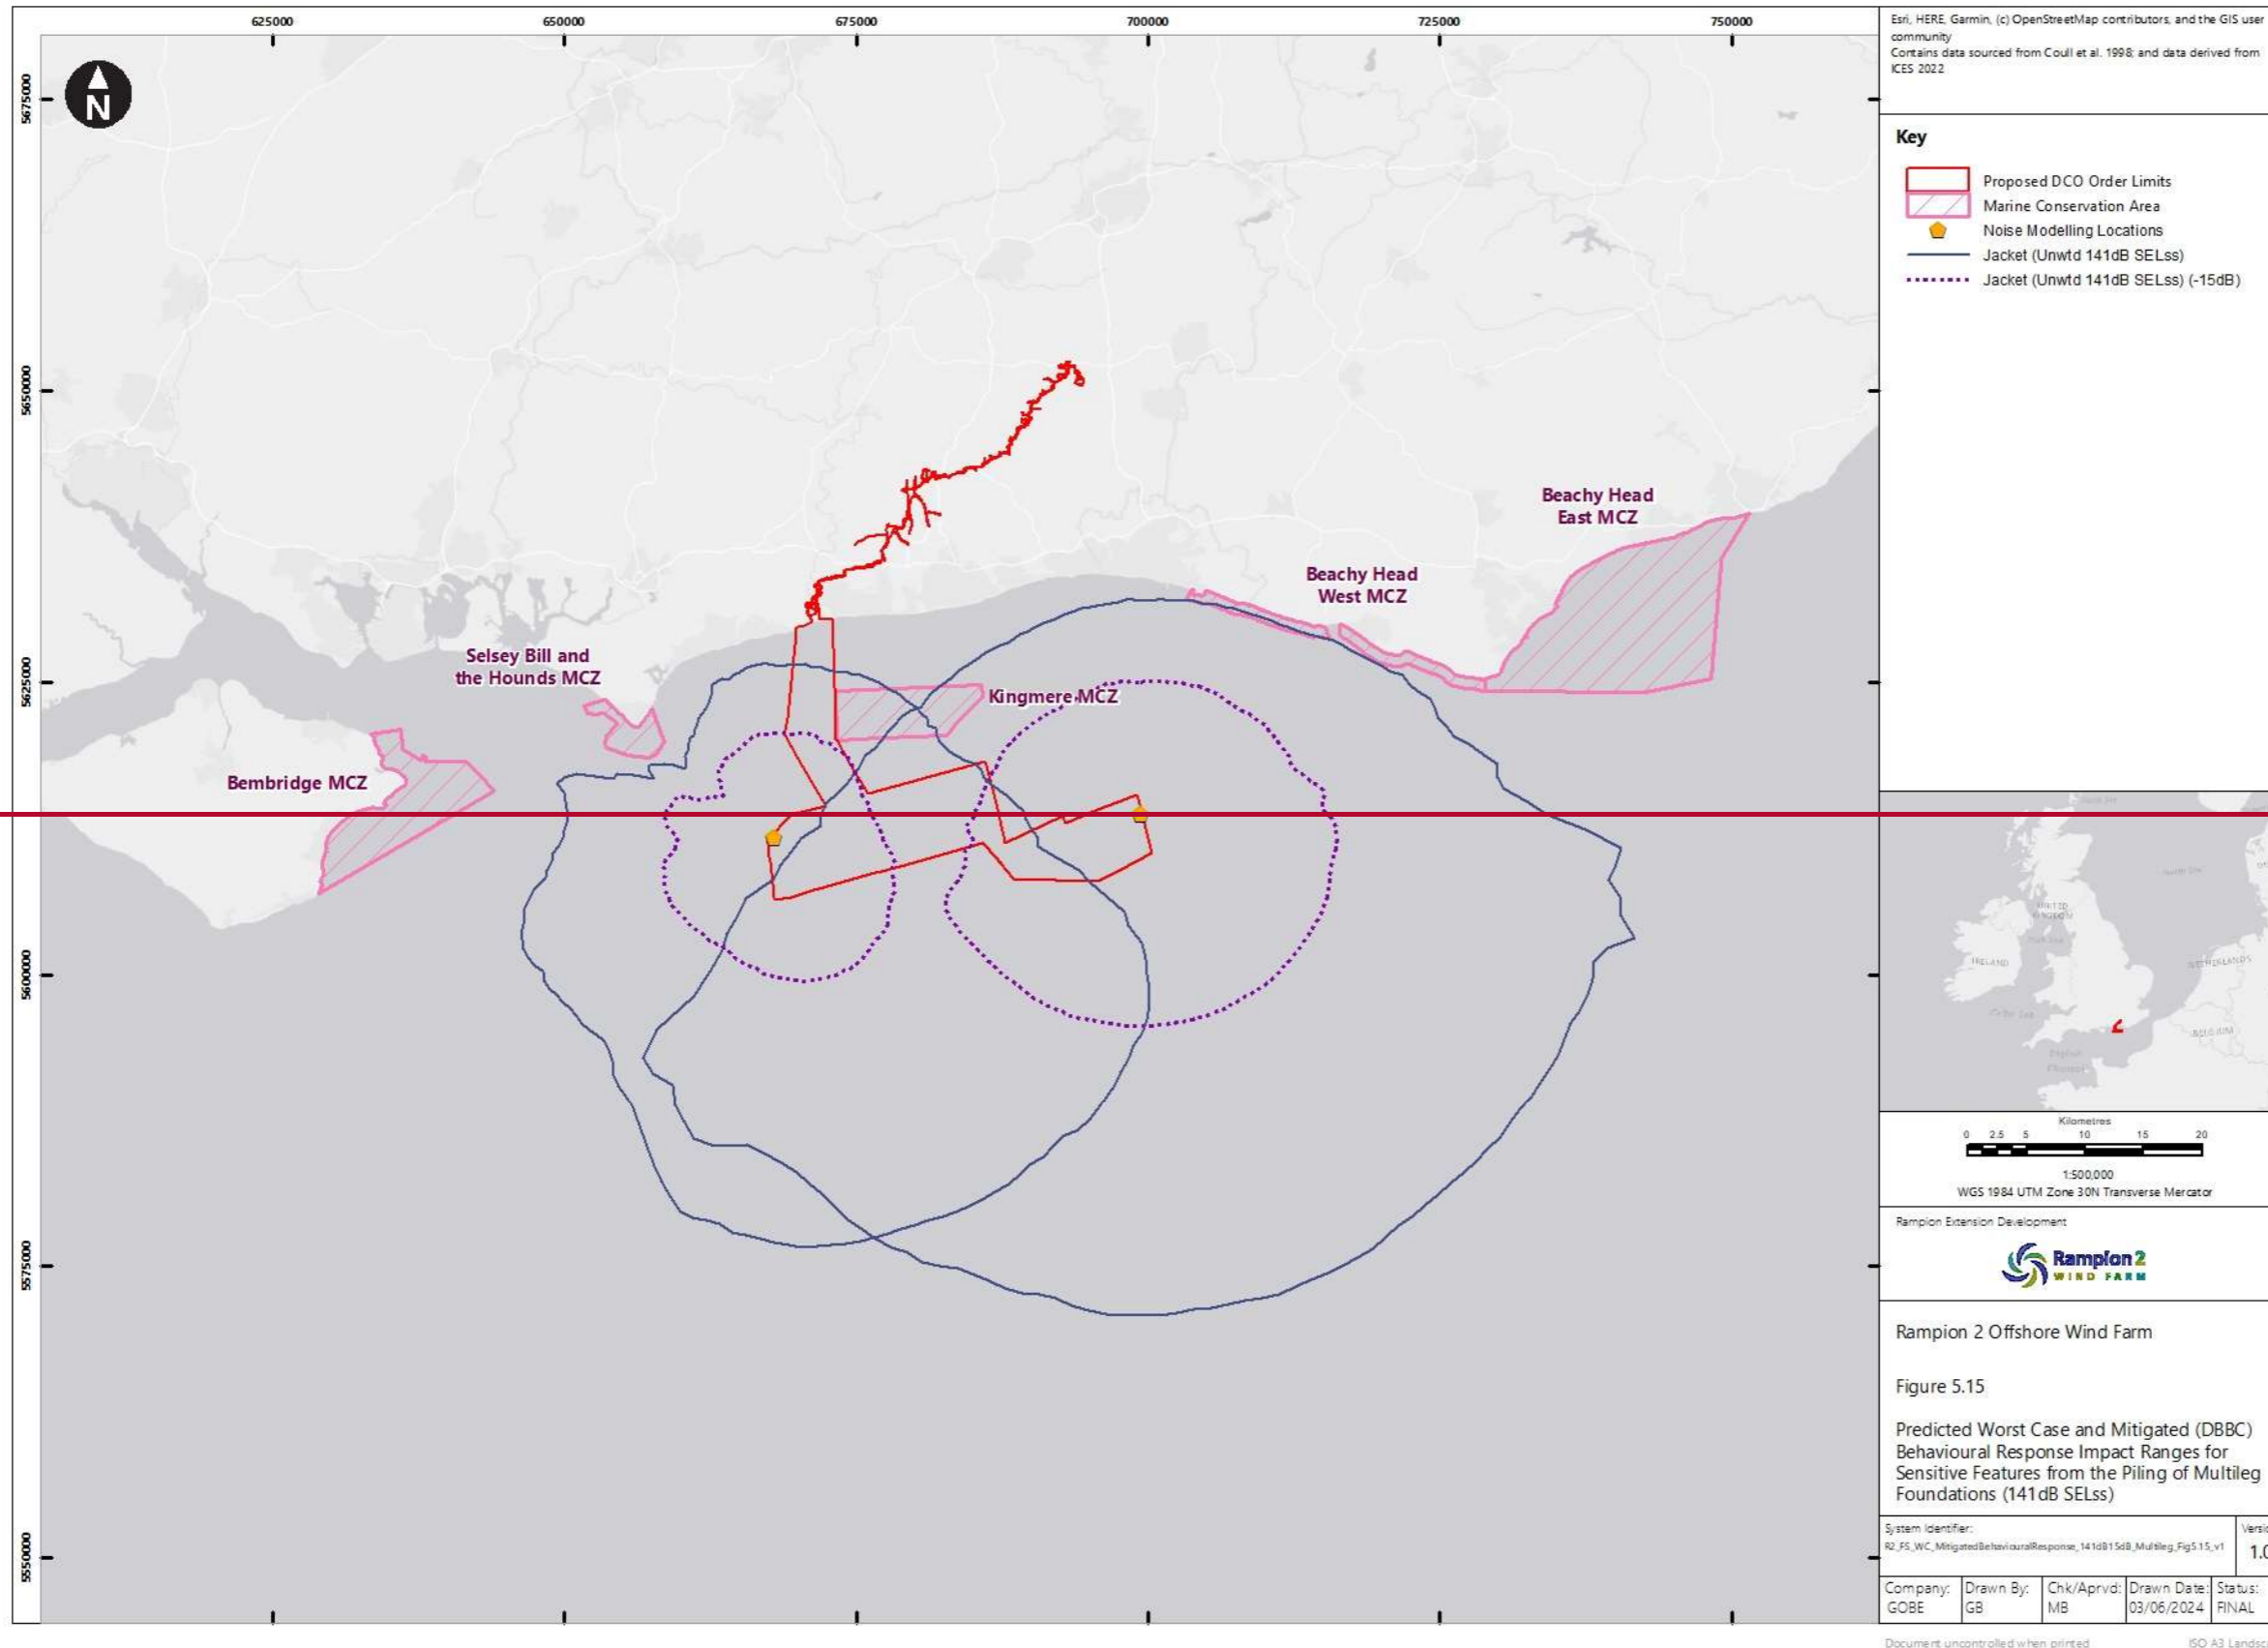 625000 650000 675000 700000 725000 750000
5675000
5650000
5625000
5600000
5575000
5550000
N
Beachy Head
East MCZ
Beachy Head
West MCZ
Selsey Bill and
the Hounds MCZ
Kingmere MCZ
Bembridge MCZ
Esri, HERE, Garmin, (c) OpenStreetMap contributors, and the GIS user
community
Contains data sourced from Coull et al. 1998; and data derived from
ICES 2022
Key
Proposed DCO Order Limits
Marine Conservation Area
Noise Modelling Locations
Jacket (Unwtd 141dB SELss)
Jacket (Unwtd 141dB SELss) (-15dB)
UNITED
KINGDOM
IRELAND
NETHERLANDS
BELGIUM
Kilometres
0 2.5 5 10 15 20
1:500,000
WGS 1984 UTM Zone 30N Transverse Mercator
Rampion Extension Development
Rampion 2
WIND FARM
Rampion 2 Offshore Wind Farm
Figure 5.15
Predicted Worst Case and Mitigated (DBBC)
Behavioural Response Impact Ranges for
Sensitive Features from the Piling of Multileg
Foundations (141dB SELss)
System Identifier: Versio
R2_FS_WC_MitigatedBehaviouralResponse_141dB15dB_Multileg_Fig5.15_v1 1.0
Company: Drawn By: Chk/Aprvd: Drawn Date: Status:
GOBE GB MB 03/06/2024 FINAL
Document uncontrolled when printed ISO A3 Landsc